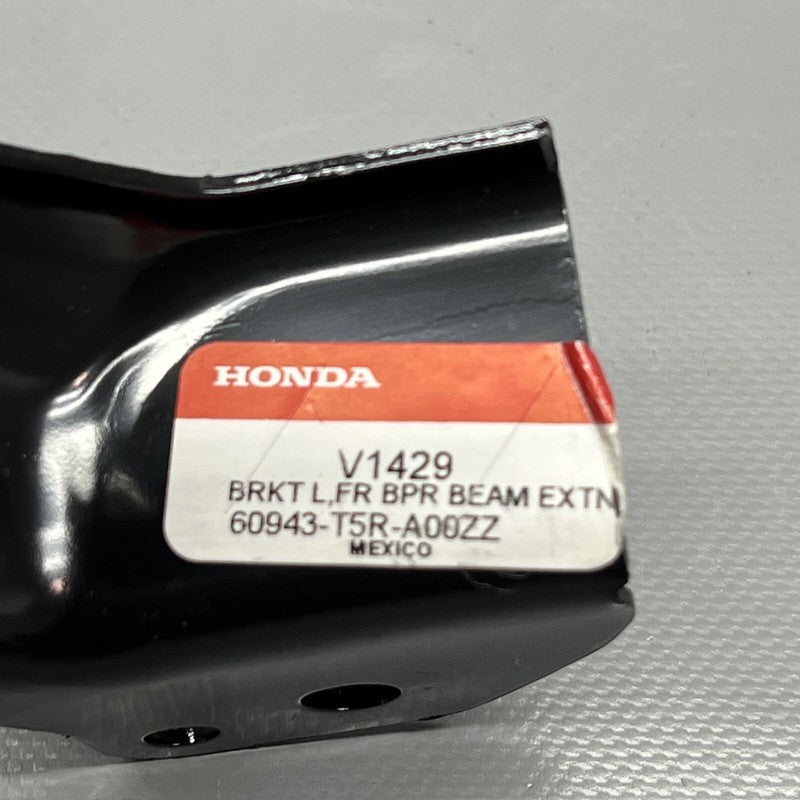 HONDA
V1429
BRKT L,FR BPR BEAM EXTN
60943-T5R-A00ZZ
MEXICO